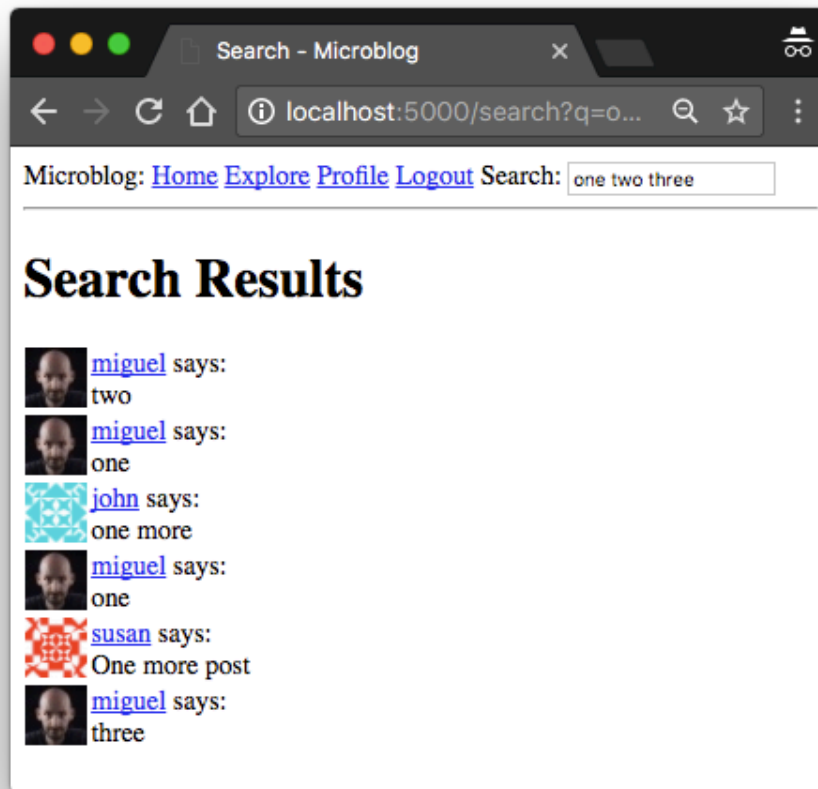 Search - Microblog
localhost:5000/search?q=o...
Microblog: Home Explore Profile Logout Search: one two three
Search Results
miguel says:
two
miguel says:
one
john says:
one more
miguel says:
one
susan says:
One more post
miguel says:
three